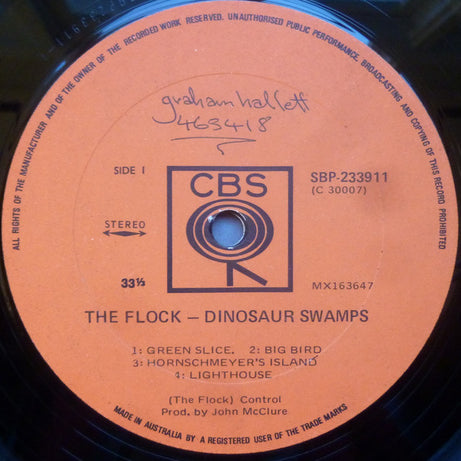 ALL RIGHTS OF THE MANUFACTURER AND OF THE OWNER OF THE RECORDED WORK RESERVED. UNAUTHORISED PUBLIC PERFORMANCE, BROADCASTING AND COPYING OF THIS RECORD PROHIBITED
graham hallett
463418
SIDE I
CBS
SBP-233911
(C 30007)
STEREO
33⅓
MX163647
THE FLOCK — DINOSAUR SWAMPS
1: GREEN SLICE. 2: BIG BIRD
3: HORNSCHMEYER'S ISLAND
4: LIGHTHOUSE
(The Flock) Control
Prod. by John McClure
MADE IN AUSTRALIA BY A REGISTERED USER OF THE TRADE MARKS